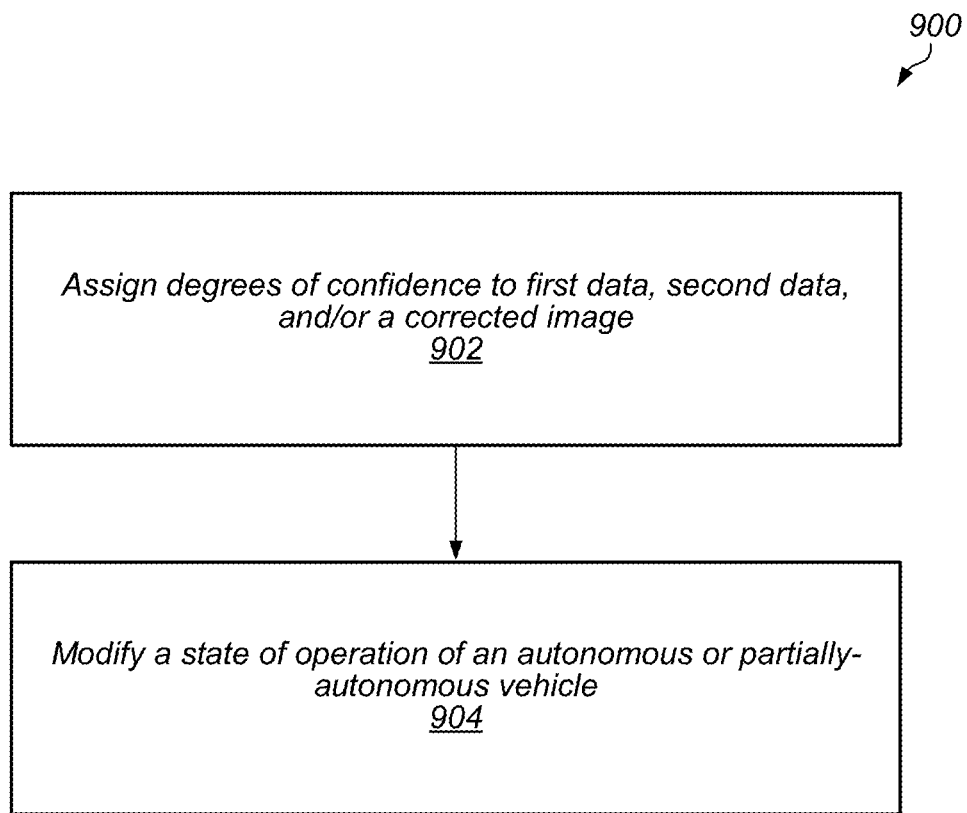 900
Assign degrees of confidence to first data, second data,
and/or a corrected image
902
Modify a state of operation of an autonomous or partially-
autonomous vehicle
904